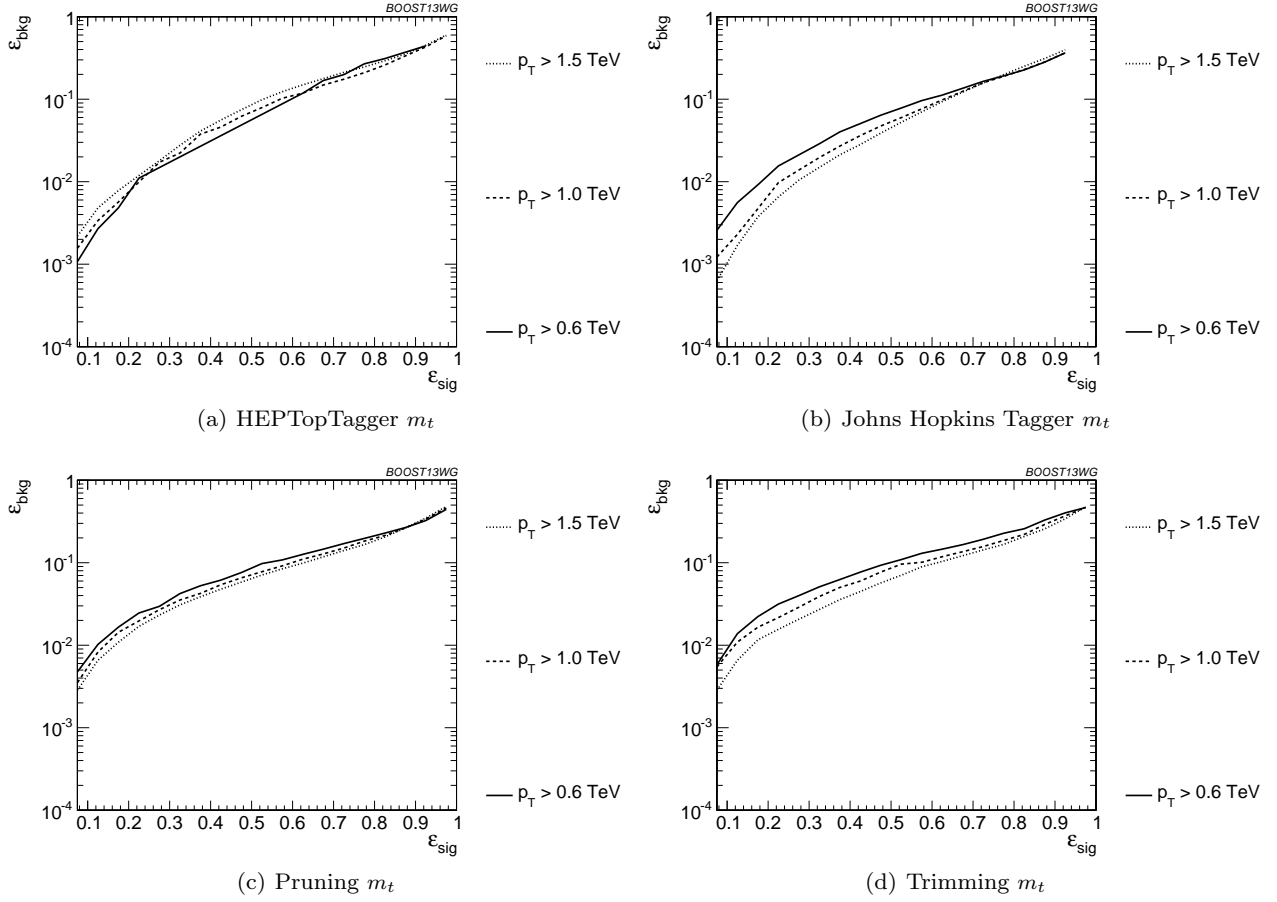 BOOST13WG
ε_bkg
1
10^-1
10^-2
10^-3
10^-4
0.1 0.2 0.3 0.4 0.5 0.6 0.7 0.8 0.9 1
ε_sig
p_T > 1.5 TeV
p_T > 1.0 TeV
p_T > 0.6 TeV
(a) HEPTopTagger m_t
BOOST13WG
ε_bkg
1
10^-1
10^-2
10^-3
10^-4
0.1 0.2 0.3 0.4 0.5 0.6 0.7 0.8 0.9 1
ε_sig
p_T > 1.5 TeV
p_T > 1.0 TeV
p_T > 0.6 TeV
(b) Johns Hopkins Tagger m_t
BOOST13WG
ε_bkg
1
10^-1
10^-2
10^-3
10^-4
0.1 0.2 0.3 0.4 0.5 0.6 0.7 0.8 0.9 1
ε_sig
p_T > 1.5 TeV
p_T > 1.0 TeV
p_T > 0.6 TeV
(c) Pruning m_t
BOOST13WG
ε_bkg
1
10^-1
10^-2
10^-3
10^-4
0.1 0.2 0.3 0.4 0.5 0.6 0.7 0.8 0.9 1
ε_sig
p_T > 1.5 TeV
p_T > 1.0 TeV
p_T > 0.6 TeV
(d) Trimming m_t